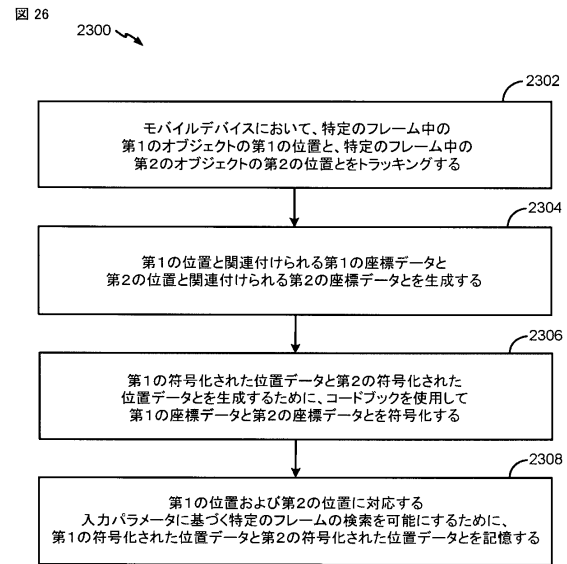 図 26
2300
2302
モバイルデバイスにおいて、特定のフレーム中の
第1のオブジェクトの第1の位置と、特定のフレーム中の
第2のオブジェクトの第2の位置とをトラッキングする
2304
第1の位置と関連付けられる第1の座標データと
第2の位置と関連付けられる第2の座標データとを生成する
2306
第1の符号化された位置データと第2の符号化された
位置データとを生成するために、コードブックを使用して
第1の座標データと第2の座標データとを符号化する
2308
第1の位置および第2の位置に対応する
入力パラメータに基づく特定のフレームの検索を可能にするために、
第1の符号化された位置データと第2の符号化された位置データとを記憶する